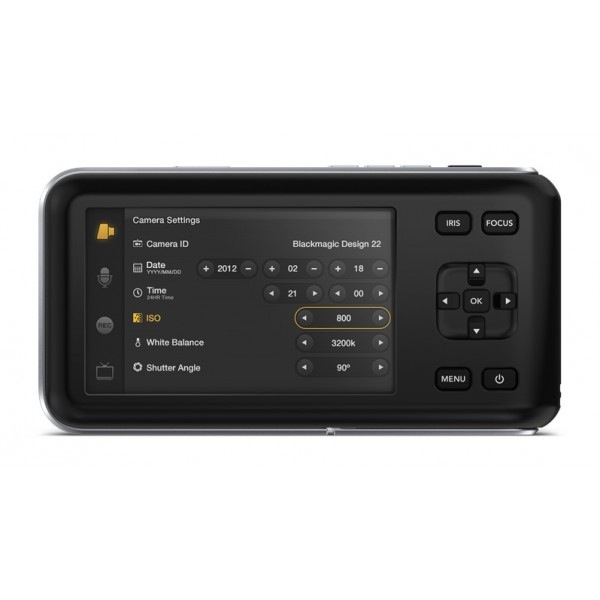 Camera Settings
IRIS FOCUS
Camera ID Blackmagic Design 22
Date + 2012 - + 02 - + 18 -
YYYY/MM/DD
Time 21 00
24HR Time
OK
REC ISO 800
White Balance 3200k
Shutter Angle 90º
MENU